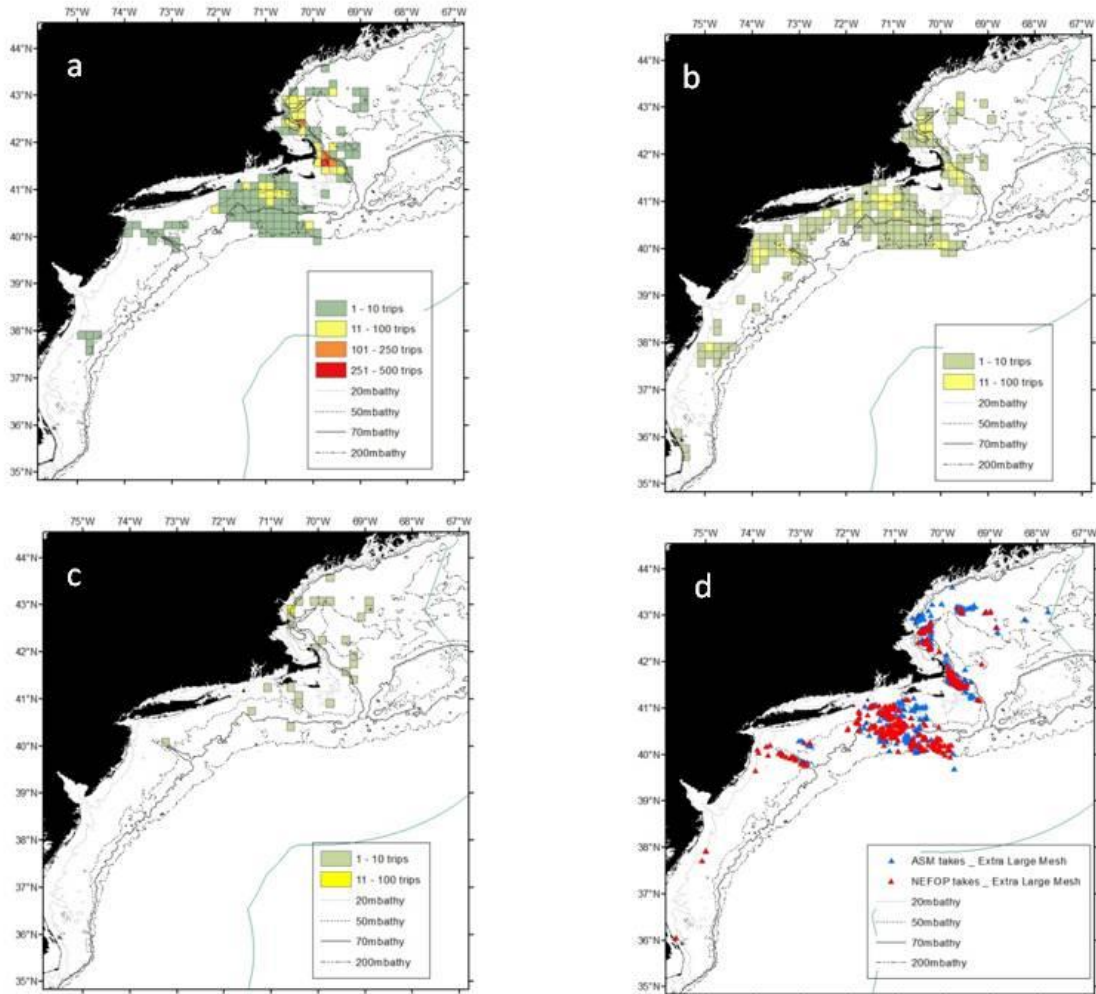 75°W 74°W 73°W 72°W 71°W 70°W 69°W 68°W 67°W
44°N
43°N
42°N
41°N
40°N
39°N
38°N
37°N
36°N
35°N
a
1 - 10 trips
11 - 100 trips
101 - 250 trips
251 - 500 trips
20mbathy
50mbathy
70mbathy
200mbathy
75°W 74°W 73°W 72°W 71°W 70°W 69°W 68°W 67°W
44°N
43°N
42°N
41°N
40°N
39°N
38°N
37°N
36°N
35°N
b
1 - 10 trips
11 - 100 trips
20mbathy
50mbathy
70mbathy
200mbathy
75°W 74°W 73°W 72°W 71°W 70°W 69°W 68°W 67°W
44°N
43°N
42°N
41°N
40°N
39°N
38°N
37°N
36°N
35°N
c
1 - 10 trips
11 - 100 trips
20mbathy
50mbathy
70mbathy
200mbathy
75°W 74°W 73°W 72°W 71°W 70°W 69°W 68°W 67°W
44°N
43°N
42°N
41°N
40°N
39°N
38°N
37°N
36°N
35°N
d
ASM takes _ Extra Large Mesh
NEFOP takes _ Extra Large Mesh
20mbathy
50mbathy
70mbathy
200mbathy